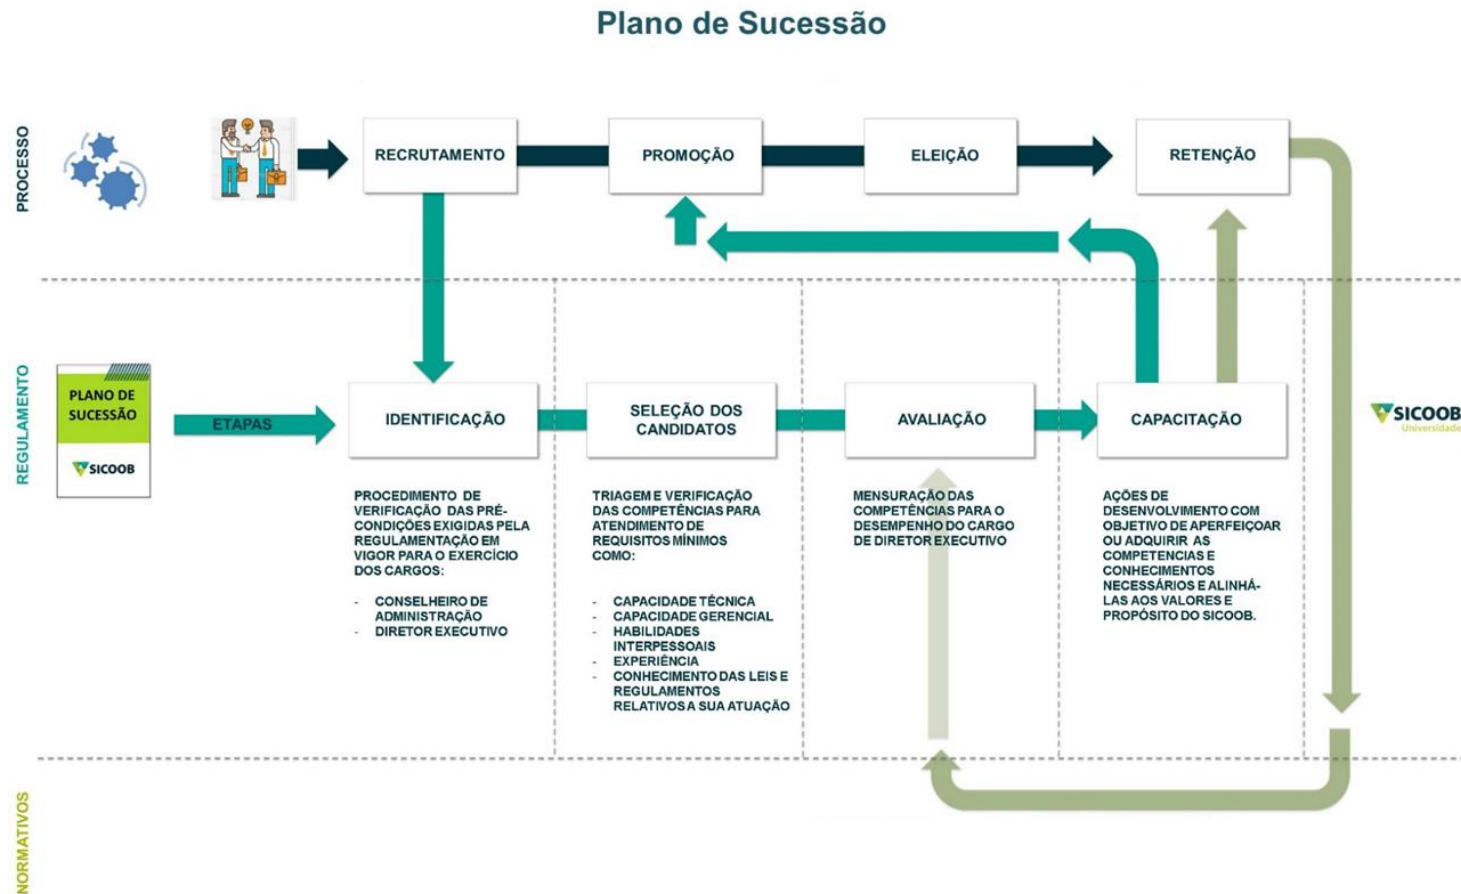 Plano de Sucessão
PROCESSO
RECRUTAMENTO
PROMOÇÃO
ELEIÇÃO
RETENÇÃO
REGULAMENTO
PLANO DE
SUCESSÃO
SICOOB
ETAPAS
IDENTIFICAÇÃO
SELEÇÃO DOS
CANDIDATOS
AVALIAÇÃO
CAPACITAÇÃO
SICOOB
Universidade
PROCEDIMENTO DE
VERIFICAÇÃO DAS PRÉ-
CONDIÇÕES EXIGIDAS PELA
REGULAMENTAÇÃO EM
VIGOR PARA O EXERCÍCIO
DOS CARGOS:
- CONSELHEIRO DE
ADMINISTRAÇÃO
- DIRETOR EXECUTIVO
TRIAGEM E VERIFICAÇÃO
DAS COMPETÊNCIAS PARA
ATENDIMENTO DE
REQUISITOS MÍNIMOS
COMO:
- CAPACIDADE TÉCNICA
- CAPACIDADE GERENCIAL
- HABILIDADES
INTERPESSOAIS
- EXPERIÊNCIA
- CONHECIMENTO DAS LEIS E
REGULAMENTOS
RELATIVOS A SUA ATUAÇÃO
MENSURAÇÃO DAS
COMPETÊNCIAS PARA O
DESEMPENHO DO CARGO
DE DIRETOR EXECUTIVO
AÇÕES DE
DESENVOLVIMENTO COM
OBJETIVO DE APERFEIÇOAR
OU ADQUIRIR AS
COMPETENCIAS E
CONHECIMENTOS
NECESSÁRIOS E ALINHÁ-
LAS AOS VALORES E
PROPÓSITO DO SICOOB.
NORMATIVOS